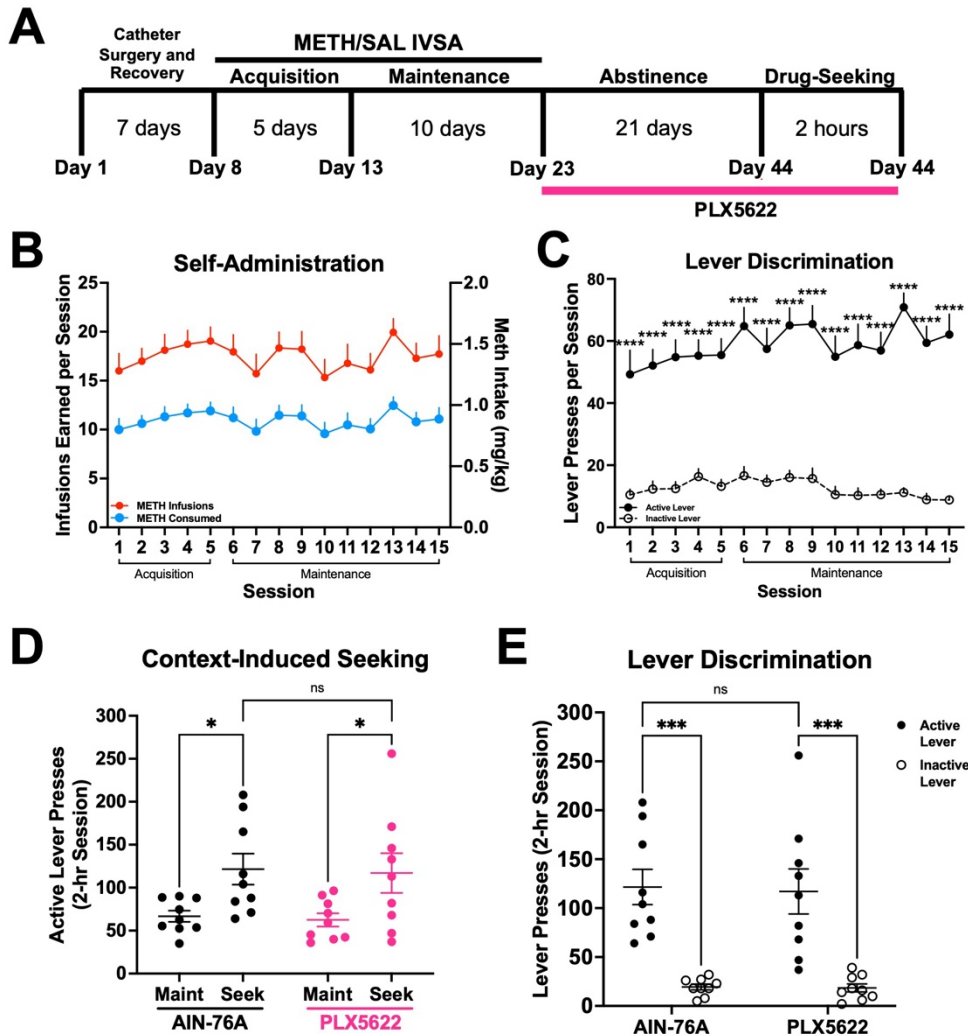 A
Catheter
Surgery and
Recovery
METH/SAL IVSA
Acquisition
Maintenance
Abstinence
Drug-Seeking
7 days
5 days
10 days
21 days
2 hours
Day 1
Day 8
Day 13
Day 23
Day 44
Day 44
PLX5622
B
Self-Administration
Infusions Earned per Session
25
20
15
10
5
0
2.0
1.5
1.0
0.5
0.0
Meth Intake (mg/kg)
METH Infusions
METH Consumed
1 2 3 4 5 6 7 8 9 10 11 12 13 14 15
Acquisition
Maintenance
Session
C
Lever Discrimination
Lever Presses per Session
80
60
40
20
0
**** **** **** **** **** **** **** **** **** **** **** **** **** **** ****
Active Lever
Inactive Lever
1 2 3 4 5 6 7 8 9 10 11 12 13 14 15
Acquisition
Maintenance
Session
D
Context-Induced Seeking
Active Lever Presses
(2-hr Session)
300
250
200
150
100
50
0
ns
* *
Maint Seek Maint Seek
AIN-76A PLX5622
E
Lever Discrimination
Lever Presses (2-hr Session)
300
250
200
150
100
50
0
ns
*** ***
Active
Lever
Inactive
Lever
AIN-76A PLX5622